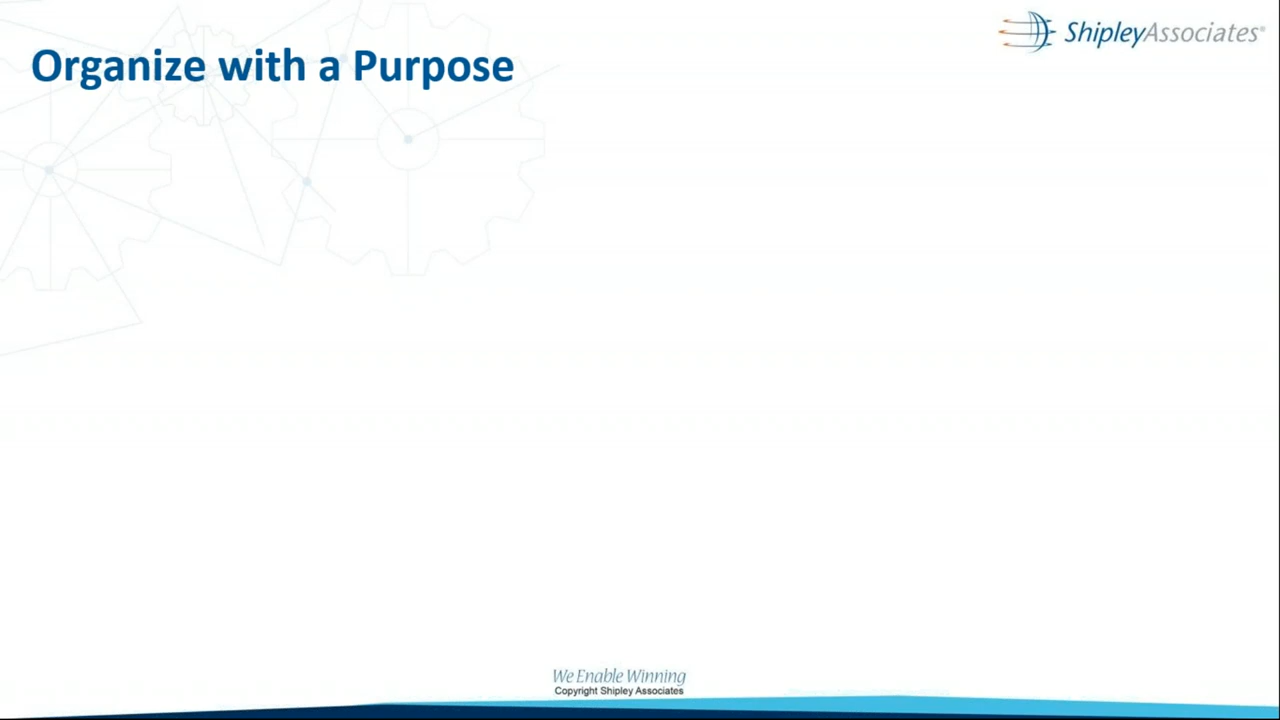 Organize with a Purpose
ShipleyAssociates®
We Enable Winning
Copyright Shipley Associates